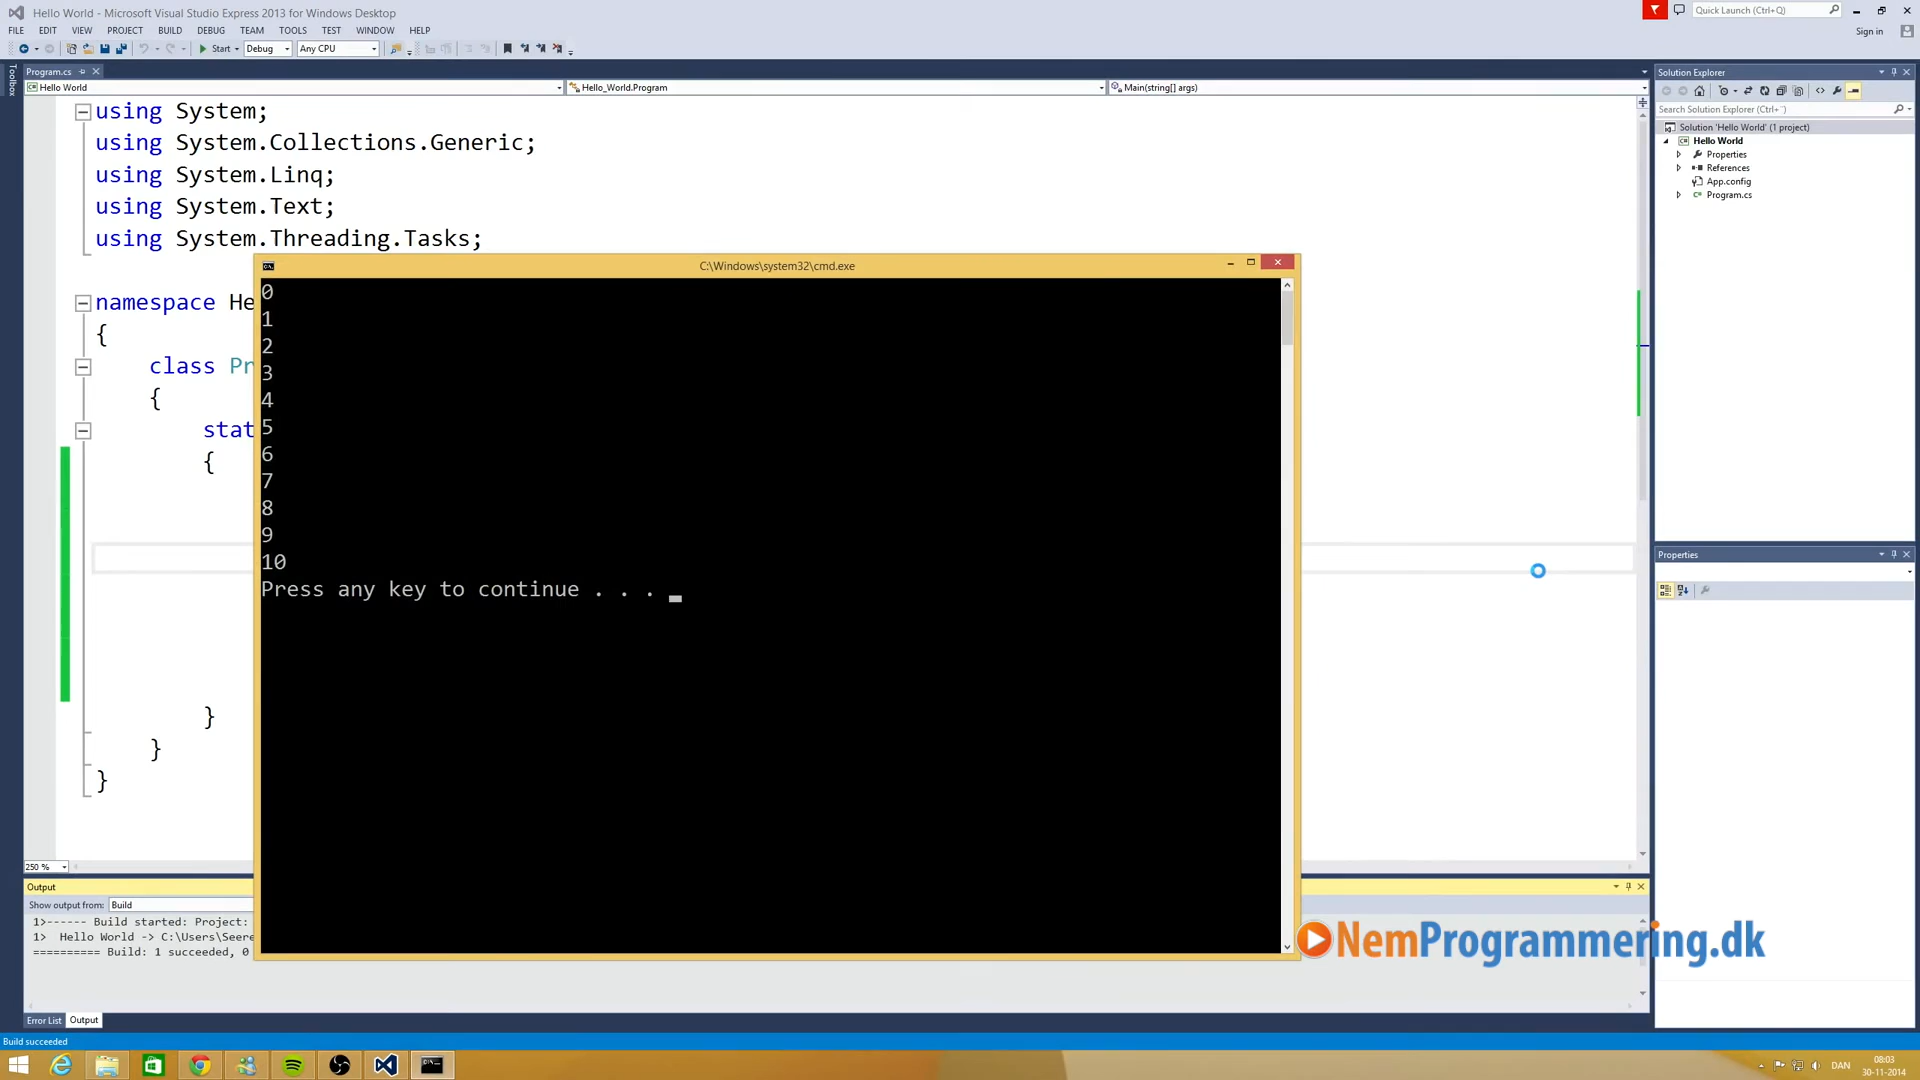 Hello World - Microsoft Visual Studio Express 2013 for Windows Desktop
Quick Launch (Ctrl+Q)
FILE EDIT VIEW PROJECT BUILD DEBUG TEAM TOOLS TEST WINDOW HELP
Sign in
Start Debug Any CPU
Toolbox
Program.cs
Hello World
Hello_World.Program
Main(string[] args)
using System;
using System.Collections.Generic;
using System.Linq;
using System.Text;
using System.Threading.Tasks;
namespace He
{
class Pr
{
stat
{
}
}
}
C:\Windows\system32\cmd.exe
0
1
2
3
4
5
6
7
8
9
10
Press any key to continue . . .
Solution Explorer
Search Solution Explorer (Ctrl+¨)
Solution 'Hello World' (1 project)
Hello World
Properties
References
App.config
Program.cs
Properties
250 %
Output
Show output from: Build
1>------ Build started: Project:
1> Hello World -> C:\Users\Seere
========== Build: 1 succeeded, 0
NemProgrammering.dk
Error List Output
Build succeeded
DAN
08:03
30-11-2014